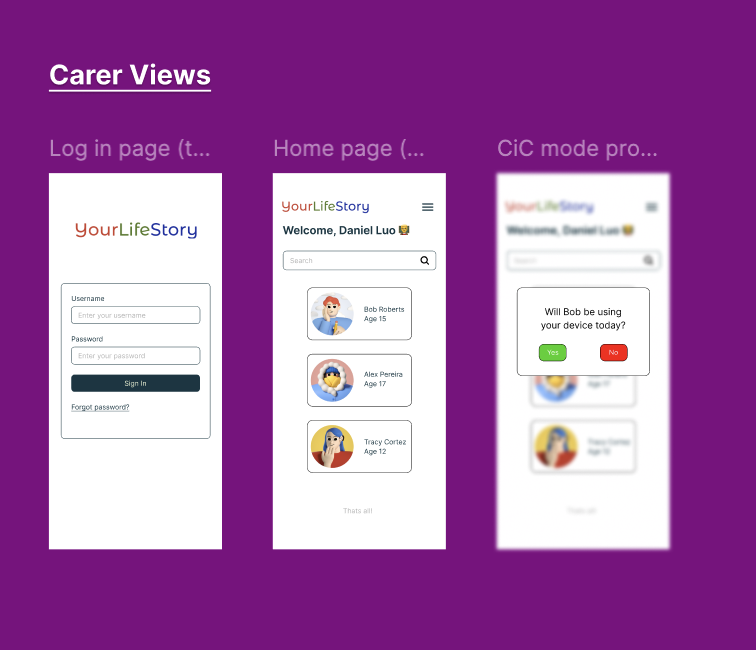 Carer Views
Log in page (t...
Home page (...
CiC mode pro...
YourLifeStory
Username
Enter your username
Password
Enter your password
Sign In
Forgot password?
YourLifeStory
Welcome, Daniel Luo
Search
Bob Roberts
Age 15
Alex Pereira
Age 17
Tracy Cortez
Age 12
Thats all!
YourLifeStory
Welcome, Daniel Luo
Search
Will Bob be using
your device today?
Yes
No
Tracy Cortez
Age 12
Thats all!